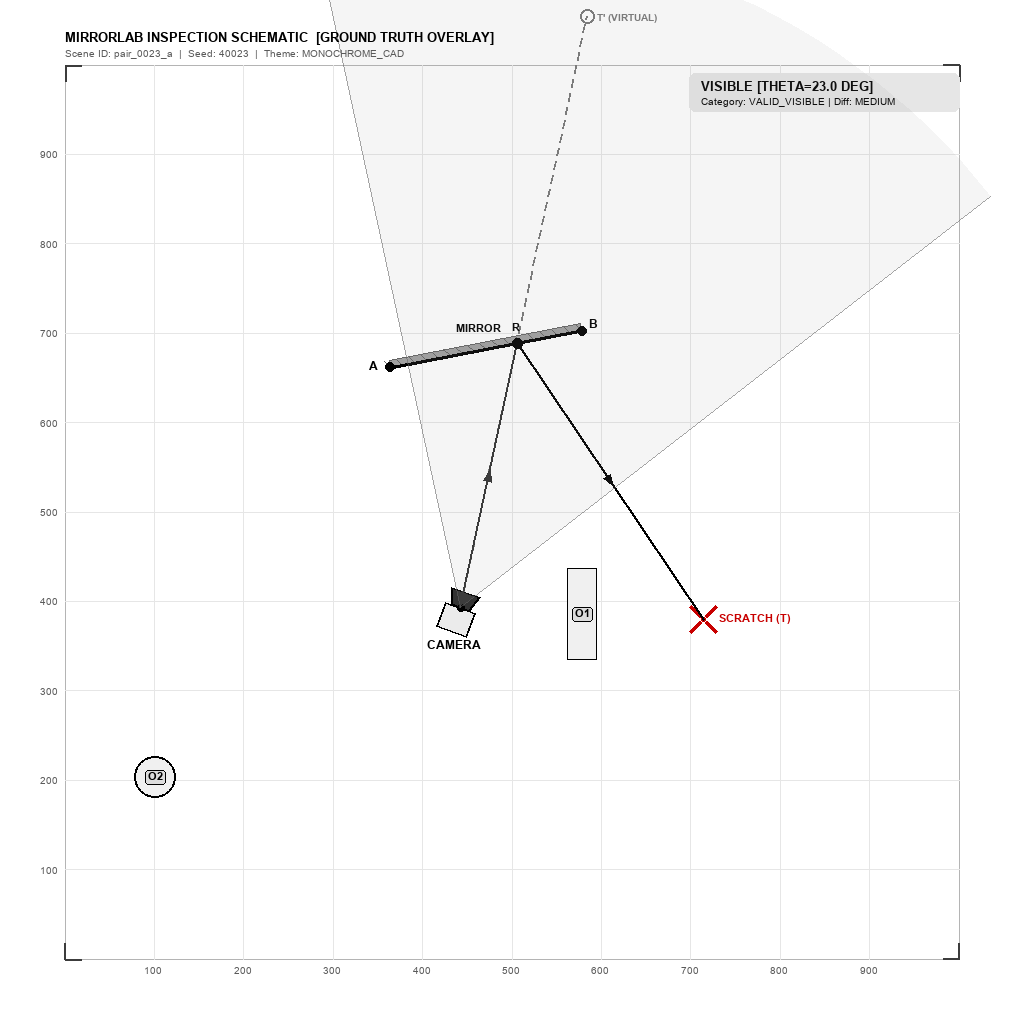 T' (VIRTUAL)
MIRRORLAB INSPECTION SCHEMATIC [GROUND TRUTH OVERLAY]
Scene ID: pair_0023_a | Seed: 40023 | Theme: MONOCHROME_CAD
VISIBLE [THETA=23.0 DEG]
Category: VALID_VISIBLE | Diff: MEDIUM
900
800
700
MIRROR R B
A
600
500
400
O1
SCRATCH (T)
CAMERA
300
200
O2
100
100 200 300 400 500 600 700 800 900